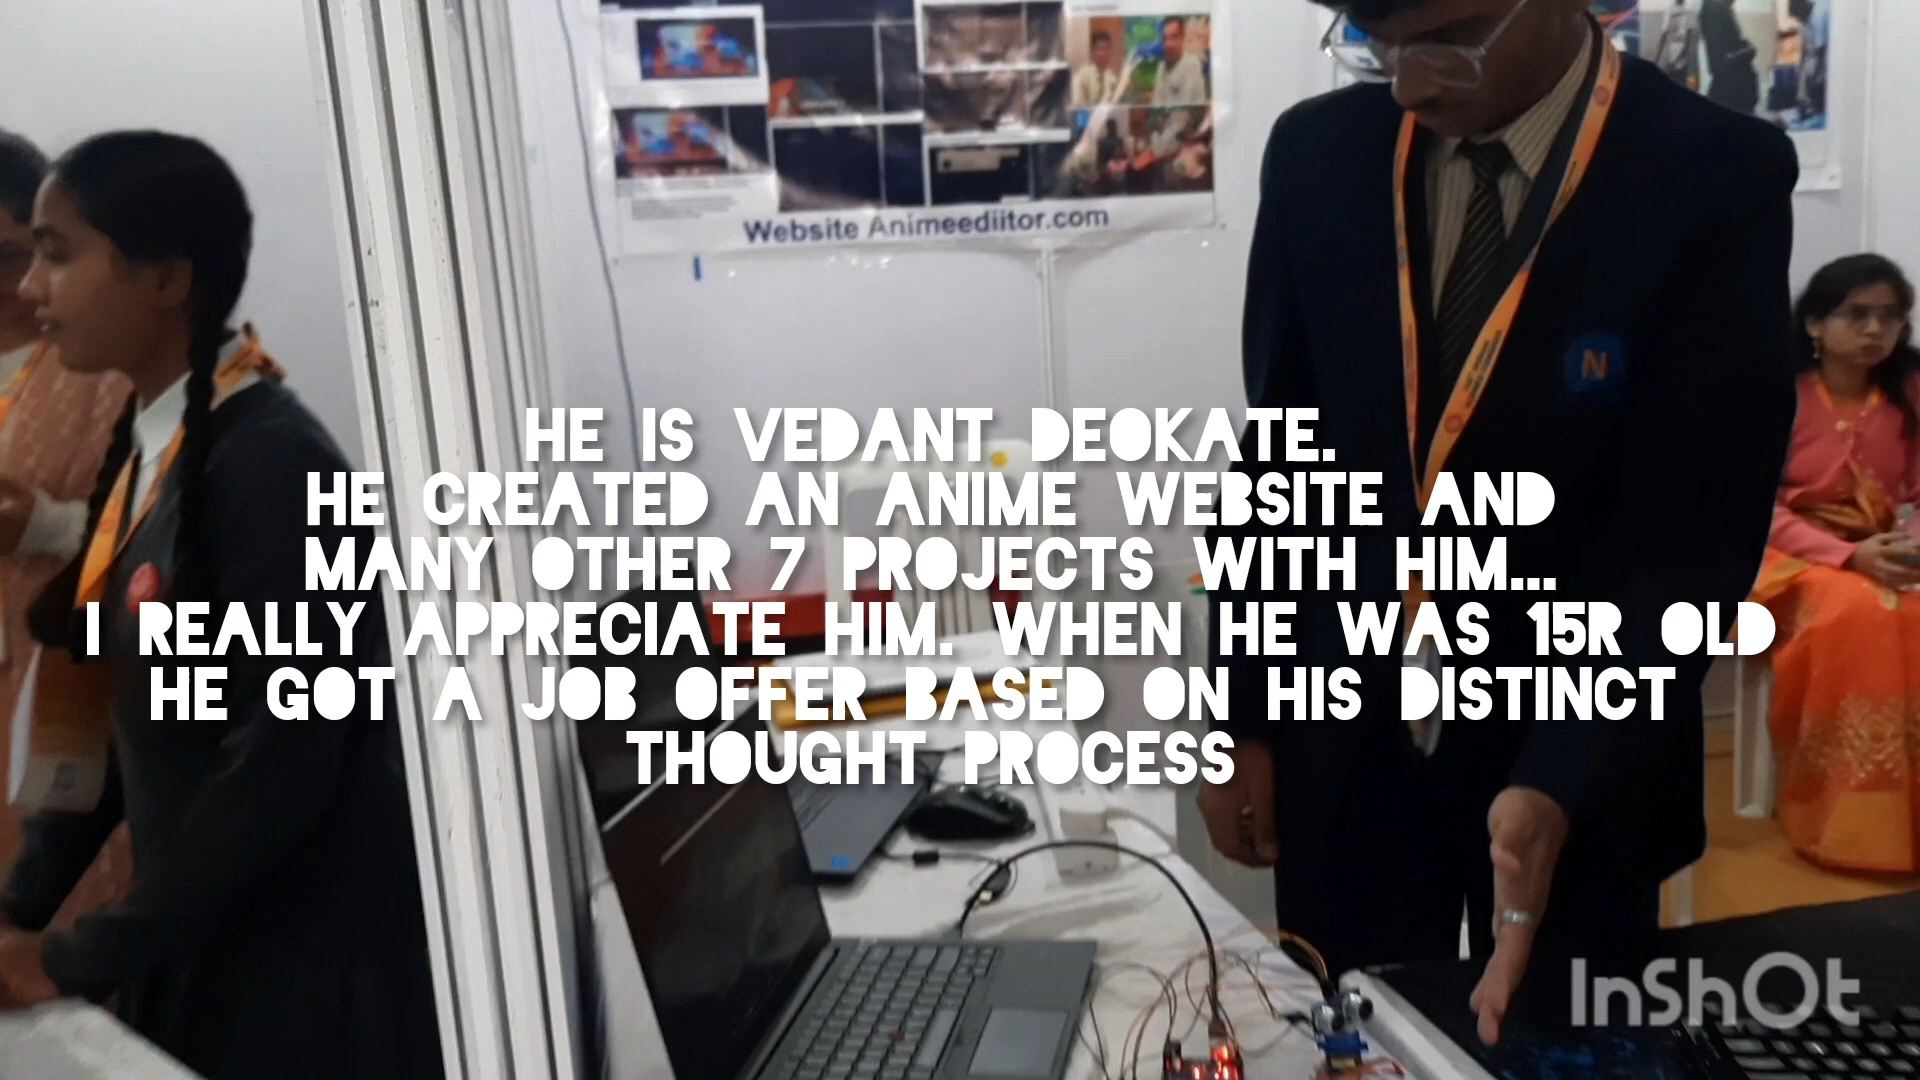 Website Animeediitor.com
N
HE IS VEDANT DEOKATE.
HE CREATED AN ANIME WEBSITE AND
MANY OTHER 7 PROJECTS WITH HIM...
I REALLY APPRECIATE HIM. WHEN HE WAS 15R OLD
HE GOT A JOB OFFER BASED ON HIS DISTINCT
THOUGHT PROCESS
InShOt